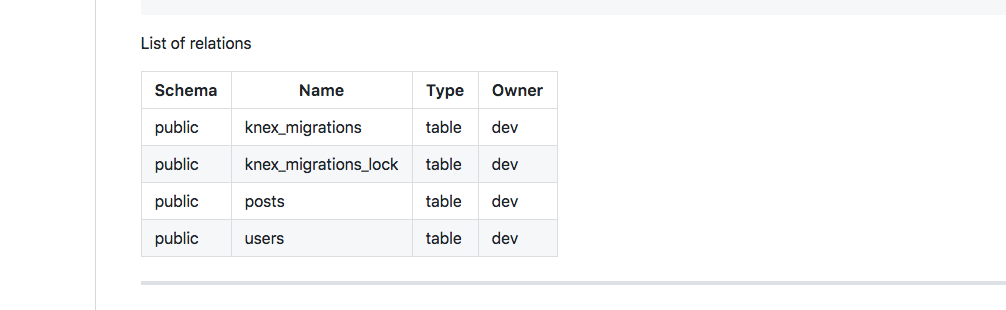 List of relations
Schema Name Type Owner
public knex_migrations table dev
public knex_migrations_lock table dev
public posts table dev
public users table dev